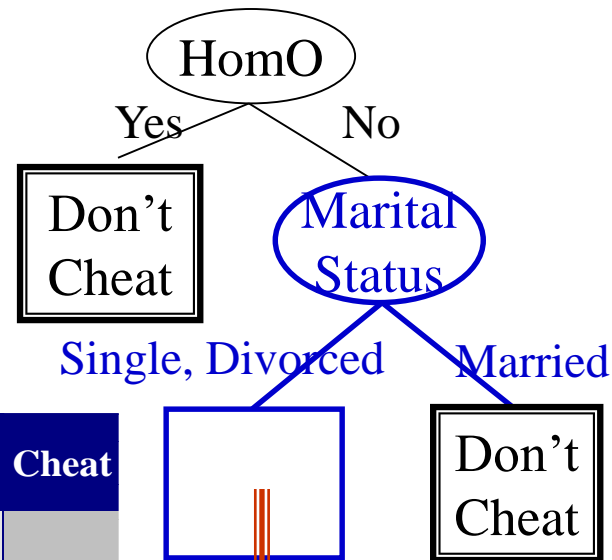 HomO
Yes
No
Don't
Cheat
Marital
Status
Single, Divorced
Married
Cheat
Don't
Cheat